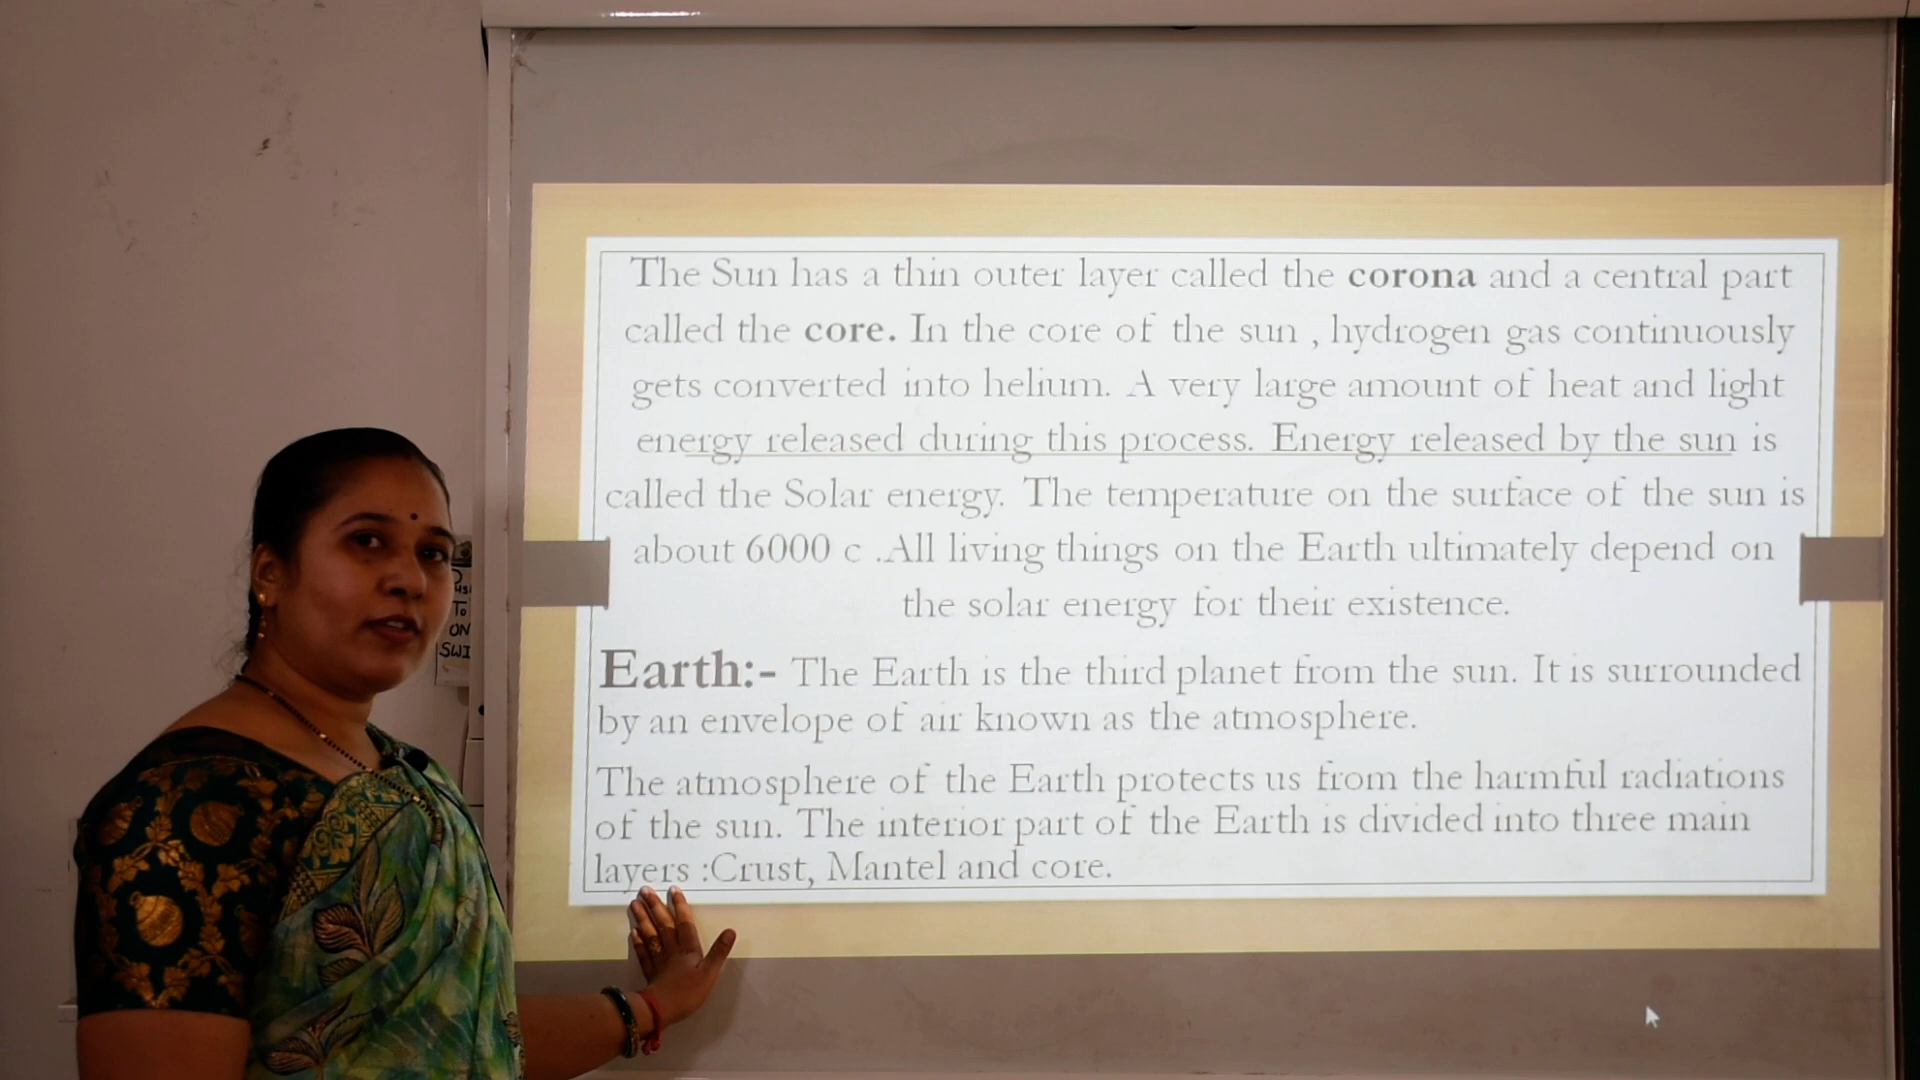 The Sun has a thin outer layer called the corona and a central part
called the core. In the core of the sun , hydrogen gas continuously
gets converted into helium. A very large amount of heat and light
energy released during this process. Energy released by the sun is
called the Solar energy. The temperature on the surface of the sun is
about 6000 c .All living things on the Earth ultimately depend on
the solar energy for their existence.
Earth:- The Earth is the third planet from the sun. It is surrounded
by an envelope of air known as the atmosphere.
The atmosphere of the Earth protects us from the harmful radiations
of the sun. The interior part of the Earth is divided into three main
layers :Crust, Mantel and core.
To
ON
SWI